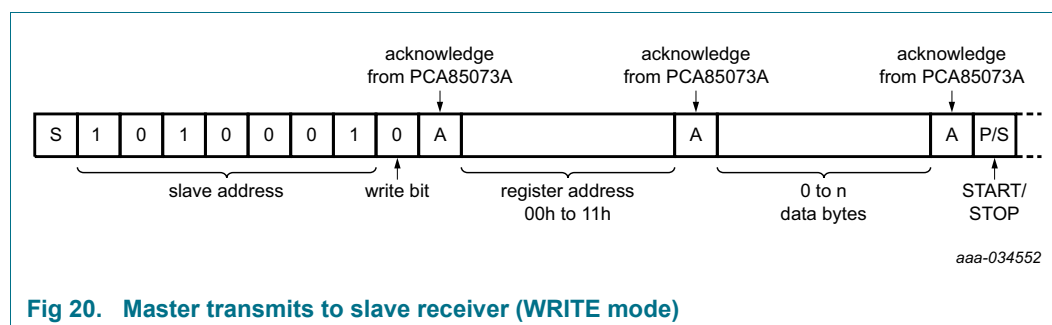 acknowledge acknowledge acknowledge
from PCA85073A from PCA85073A from PCA85073A
S 1 0 1 0 0 0 1 0 A A A P/S
slave address write bit register address 0 to n START/
00h to 11h data bytes STOP
aaa-034552
Fig 20. Master transmits to slave receiver (WRITE mode)